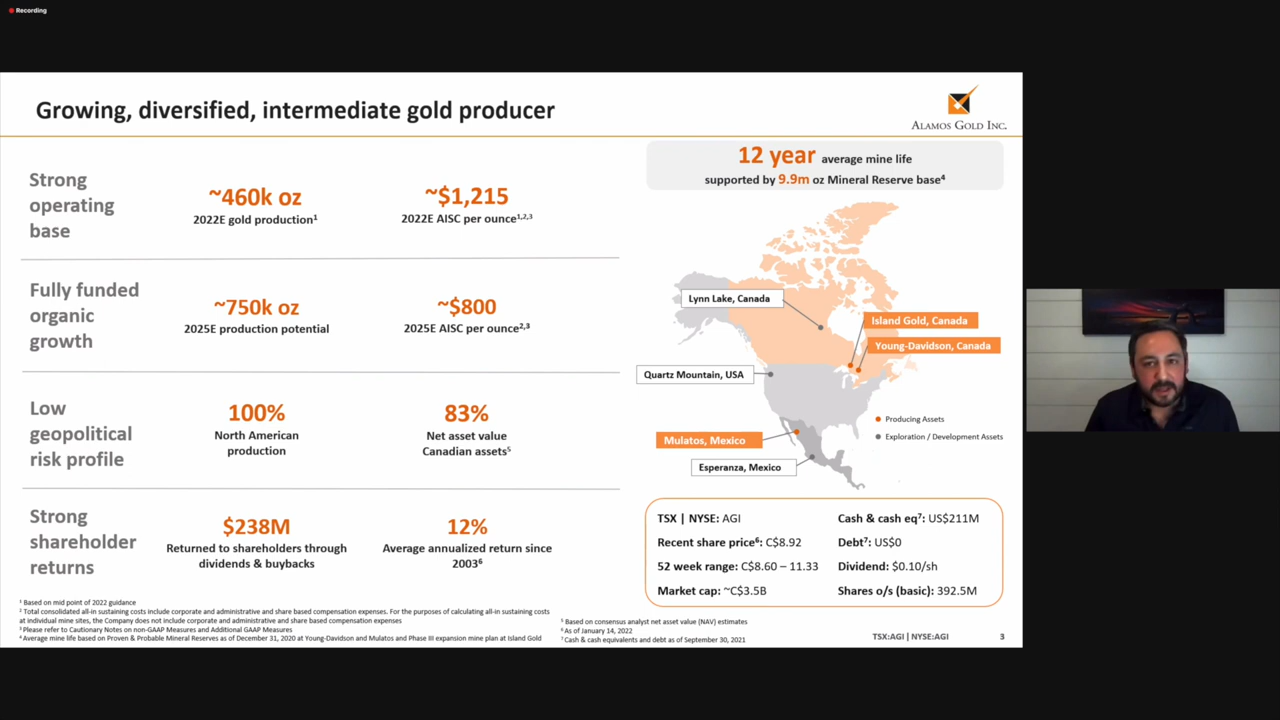 Recording
Growing, diversified, intermediate gold producer
ALAMOS GOLD INC.
Strong
operating
base
~460k oz
2022E gold production¹
~$1,215
2022E AISC per ounce¹,²,³
Fully funded
organic
growth
~750k oz
2025E production potential
~$800
2025E AISC per ounce²,³
Low
geopolitical
risk profile
100%
North American
production
83%
Net asset value
Canadian assets⁵
Strong
shareholder
returns
$238M
Returned to shareholders through
dividends & buybacks
12%
Average annualized return since
2003⁶
12 year average mine life
supported by 9.9m oz Mineral Reserve base⁴
Lynn Lake, Canada
Island Gold, Canada
Young-Davidson, Canada
Quartz Mountain, USA
Producing Assets
Exploration / Development Assets
Mulatos, Mexico
Esperanza, Mexico
TSX | NYSE: AGI
Recent share price⁶: C$8.92
52 week range: C$8.60 – 11.33
Market cap: ~C$3.5B
Cash & cash eq⁷: US$211M
Debt⁷: US$0
Dividend: $0.10/sh
Shares o/s (basic): 392.5M
¹ Based on mid point of 2022 guidance
² Total consolidated all-in sustaining costs include corporate and administrative and share based compensation expenses. For the purposes of calculating all-in sustaining costs
at individual mine sites, the Company does not include corporate and administrative and share based compensation expenses
³ Please refer to Cautionary Notes on non-GAAP Measures and Additional GAAP Measures
⁴ Average mine life based on Proven & Probable Mineral Reserves as of December 31, 2020 at Young-Davidson and Mulatos and Phase III expansion mine plan at Island Gold
⁵ Based on consensus analyst net asset value (NAV) estimates
⁶ As of January 14, 2022
⁷ Cash & cash equivalents and debt as of September 30, 2021
TSX:AGI | NYSE:AGI
3